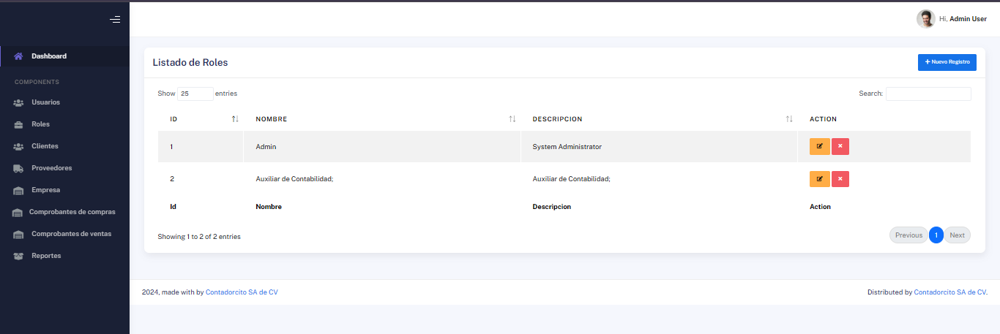 Hi, Admin User
Dashboard
COMPONENTS
Usuarios
Roles
Clientes
Proveedores
Empresa
Comprobantes de compras
Comprobantes de ventas
Reportes
Listado de Roles
+ Nuevo Registro
Show 25 entries
Search:
ID NOMBRE DESCRIPCION ACTION
1 Admin System Administrator
2 Auxiliar de Contabilidad; Auxiliar de Contabilidad;
Id Nombre Descripcion Action
Showing 1 to 2 of 2 entries
Previous 1 Next
2024, made with by Contadorcito SA de CV
Distributed by Contadorcito SA de CV.